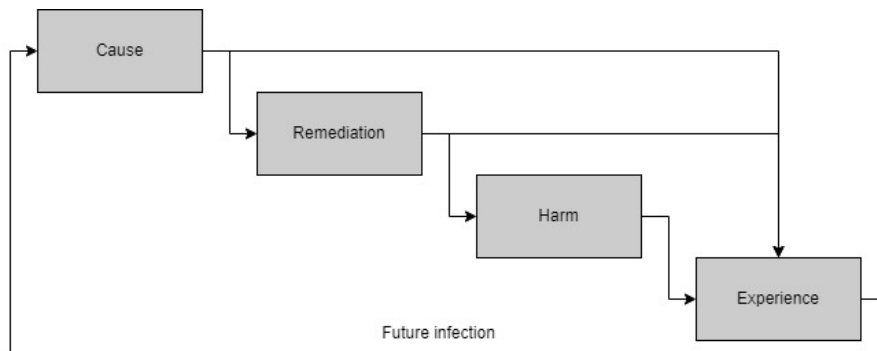 Cause
Remediation
Harm
Experience
Future infection